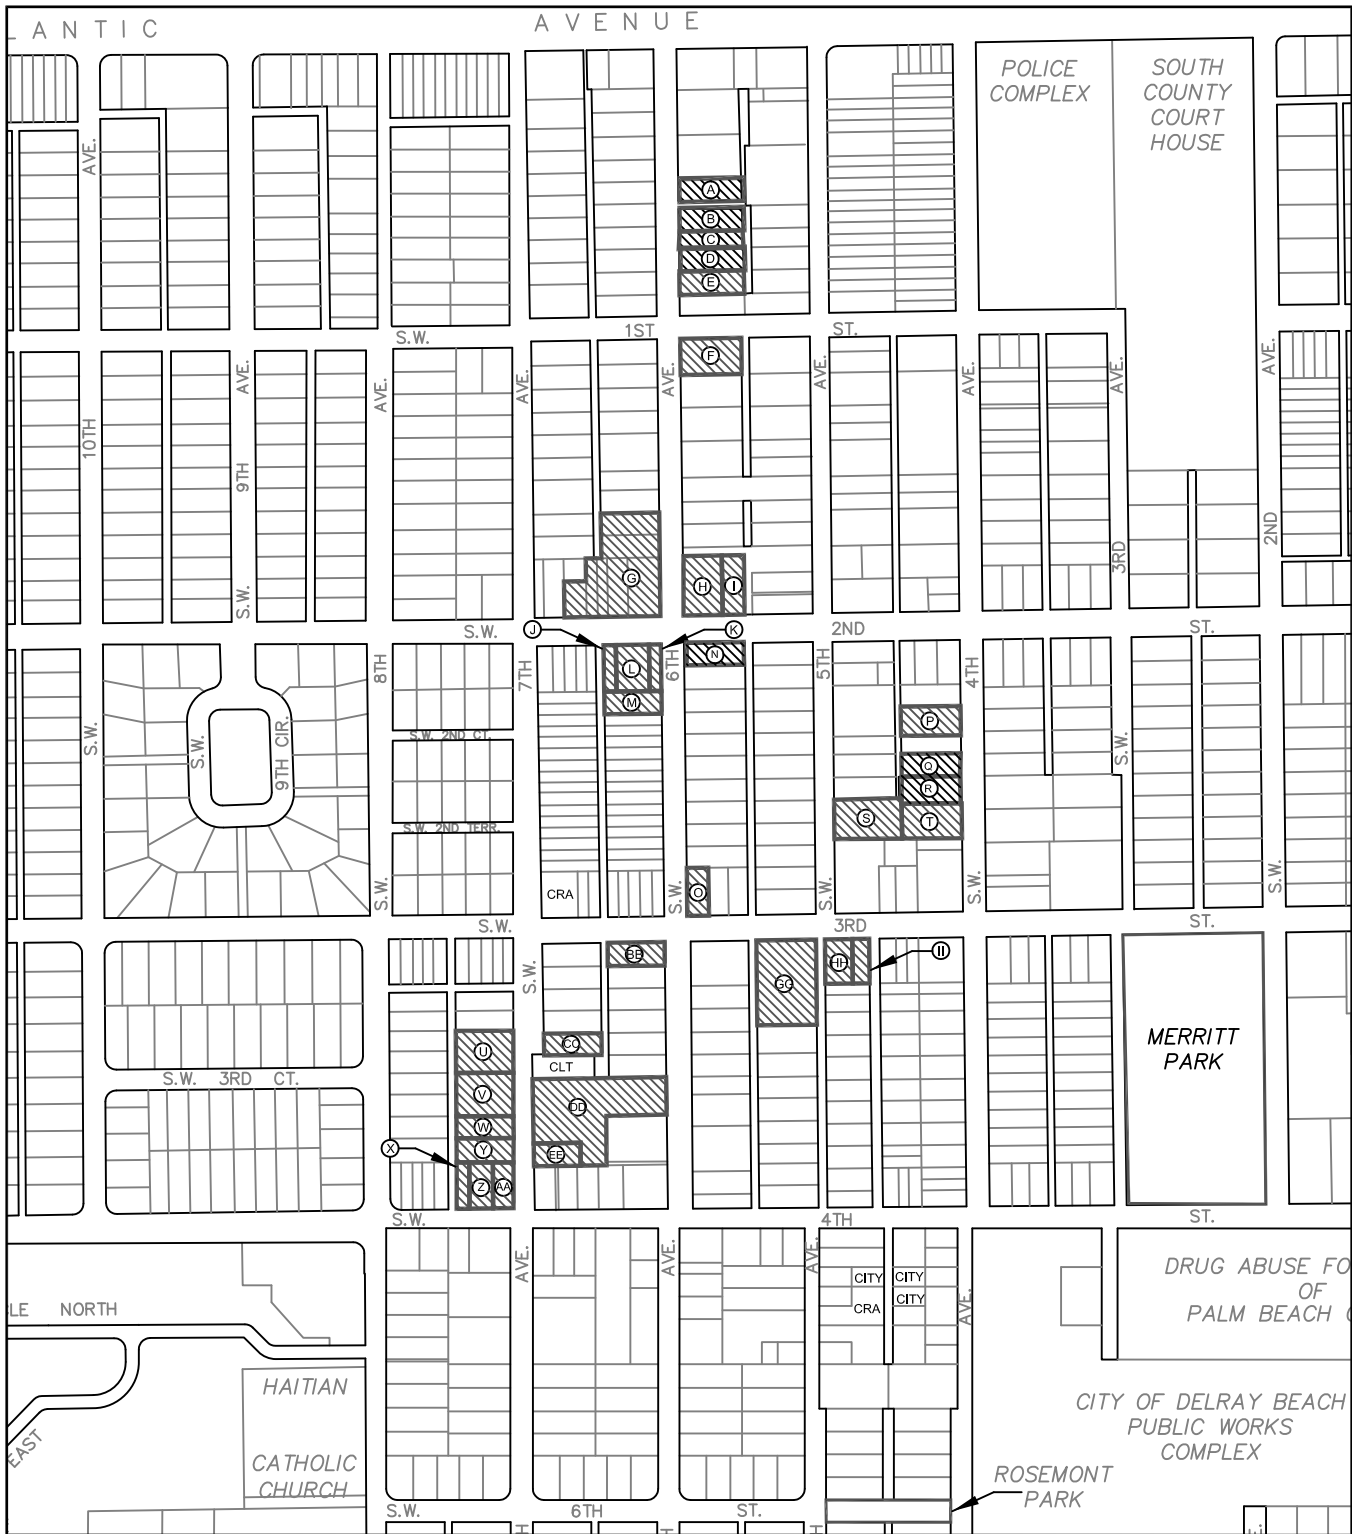 LANTIC AVENUE
POLICE
COMPLEX
SOUTH
COUNTY
COURT
HOUSE
AVE.
A
B
C
D
E
S.W. 1ST ST.
F
AVE.
AVE.
AVE.
AVE.
AVE.
AVE.
AVE.
AVE.
10TH
9TH
S.W.
3RD
2ND
G
H
I
S.W. 2ND ST.
J
K
L
M
N
8TH
7TH
6TH
5TH
4TH
S.W.
S.W.
9TH CIR.
S.W. 2ND CT.
S.W. 2ND TERR.
P
Q
R
S
T
S.W.
S.W.
S.W.
S.W.
S.W.
S.W.
CRA
O
S.W. 3RD ST.
S.W.
BB
GG
HH
II
U
CC
CLT
V
DD
W
X
Y
EE
Z
AA
MERRITT
PARK
S.W. 3RD CT.
S.W. 4TH ST.
AVE.
AVE.
AVE.
AVE.
CITY
CITY
CRA
CITY
DRUG ABUSE FO
OF
PALM BEACH
LE NORTH
EAST
HAITIAN
CATHOLIC
CHURCH
CITY OF DELRAY BEACH
PUBLIC WORKS
COMPLEX
ROSEMONT
PARK
S.W. 6TH ST.